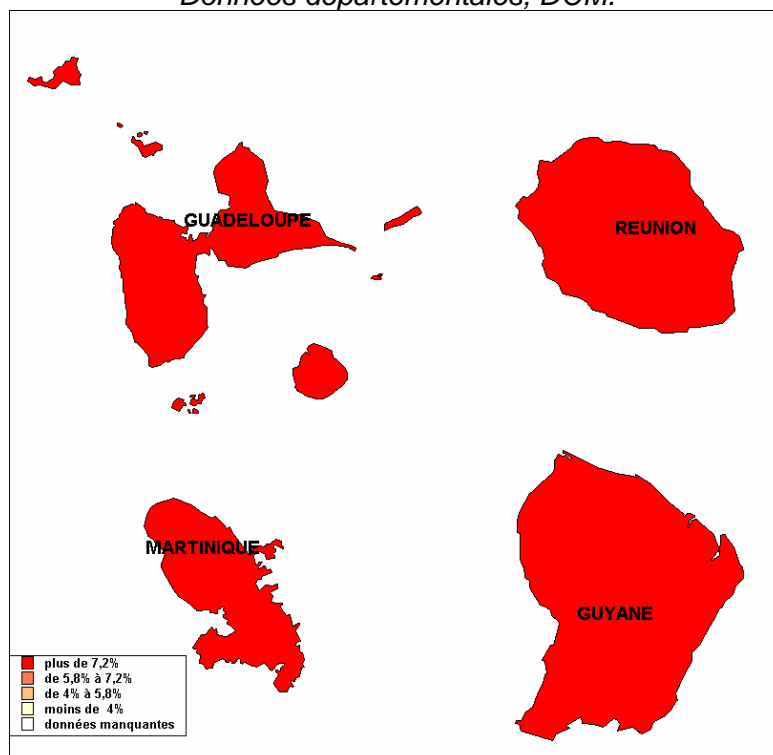 Données départementales, DOM.
GUADELOUPE
REUNION
MARTINIQUE
GUYANE
plus de 7,2%
de 5,8% à 7,2%
de 4% à 5,8%
moins de 4%
données manquantes